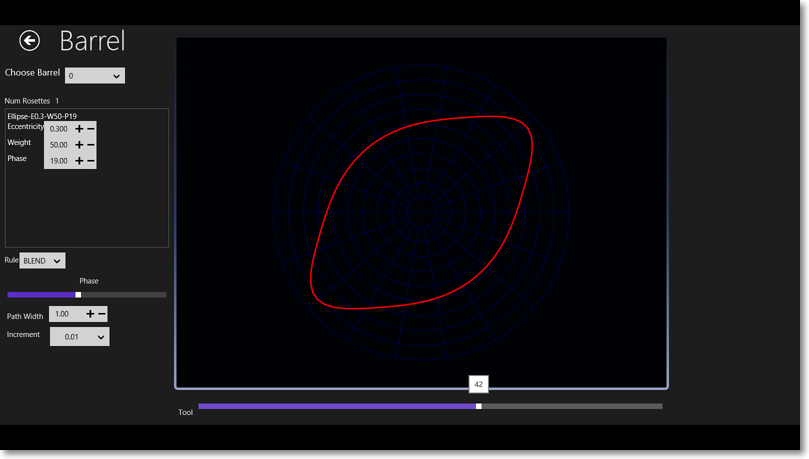 Barrel
Choose Barrel 0
Num Rosettes 1
Ellipse-E0.3-W50-P19
Eccentricity 0.300 + −
Weight 50.00 + −
Phase 19.00 + −
Rule BLEND
Phase
Path Width 1.00 + −
Increment 0.01
42
Tool